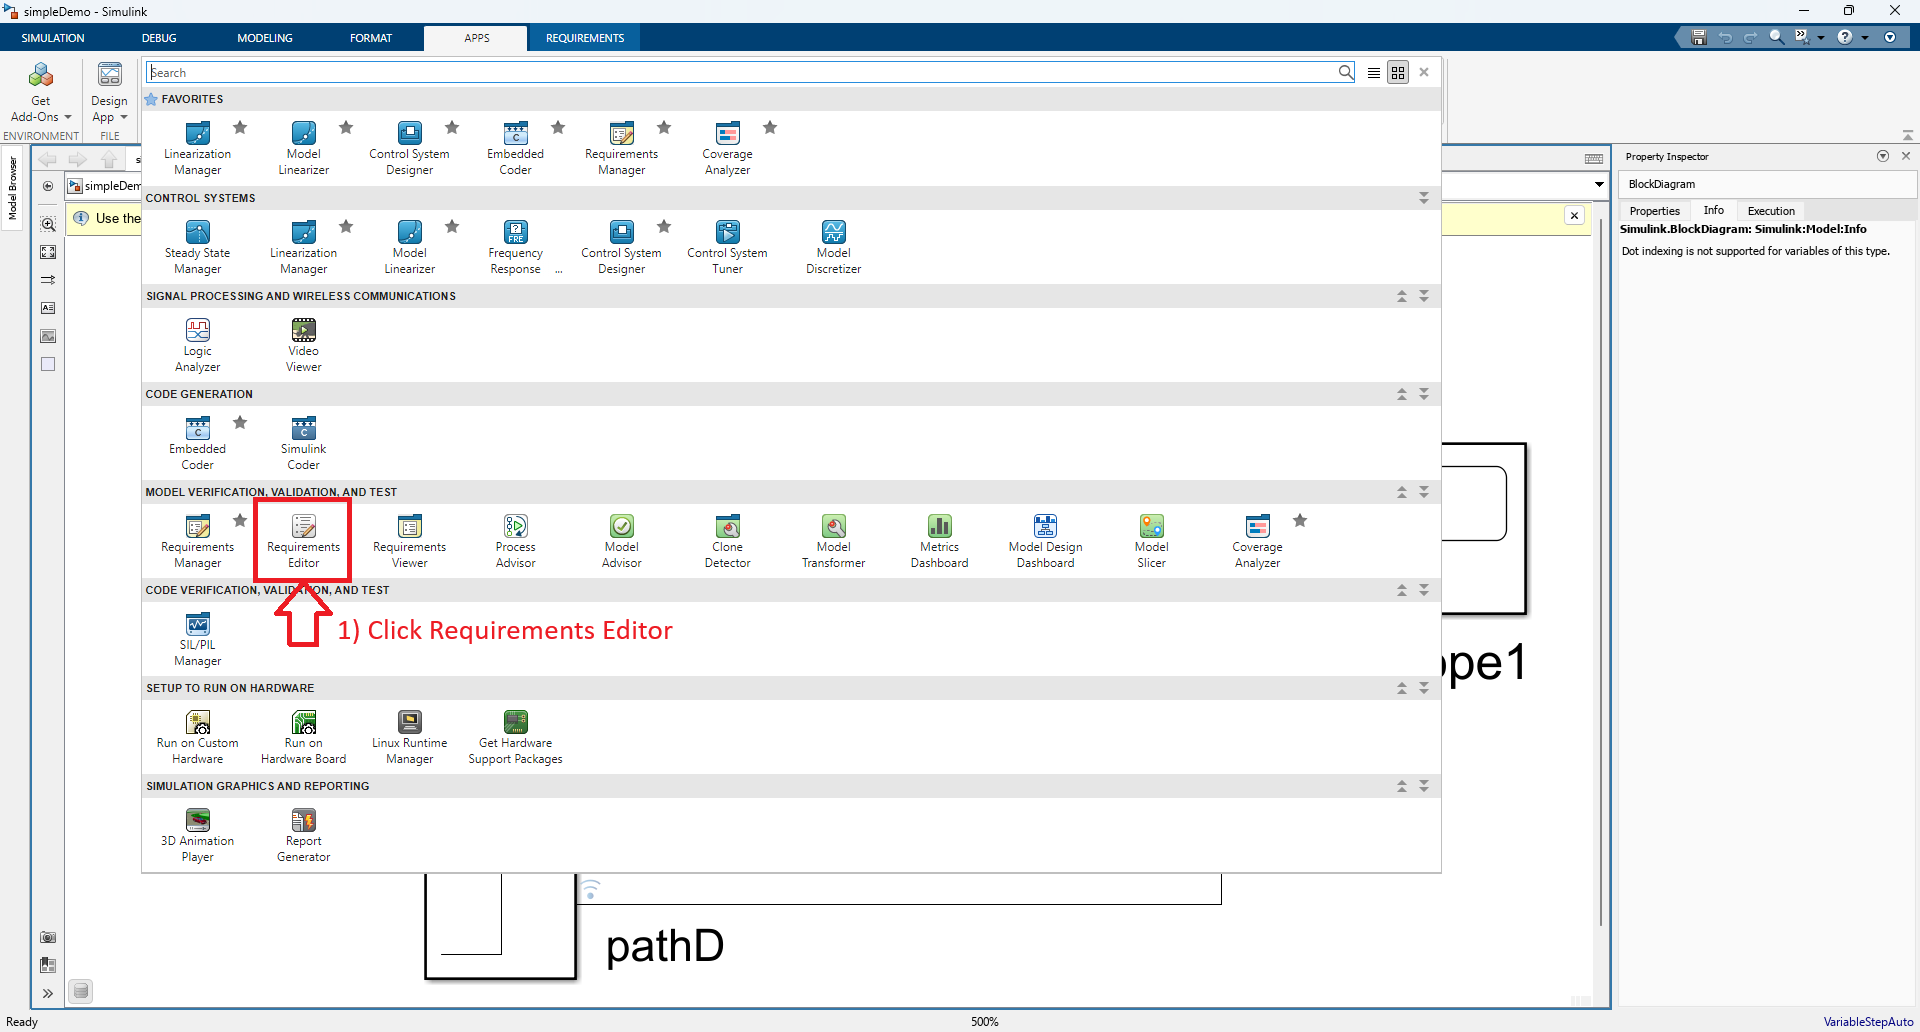 simpleDemo - Simulink
SIMULATION DEBUG MODELING FORMAT APPS REQUIREMENTS
Get Add-Ons
Design App
ENVIRONMENT FILE
Search
FAVORITES
Linearization Manager
Model Linearizer
Control System Designer
Embedded Coder
Requirements Manager
Coverage Analyzer
CONTROL SYSTEMS
Steady State Manager
Linearization Manager
Model Linearizer
Frequency Response ...
Control System Designer
Control System Tuner
Model Discretizer
SIGNAL PROCESSING AND WIRELESS COMMUNICATIONS
Logic Analyzer
Video Viewer
CODE GENERATION
Embedded Coder
Simulink Coder
MODEL VERIFICATION, VALIDATION, AND TEST
Requirements Manager
Requirements Editor
Requirements Viewer
Process Advisor
Model Advisor
Clone Detector
Model Transformer
Metrics Dashboard
Model Design Dashboard
Model Slicer
Coverage Analyzer
CODE VERIFICATION, VALIDATION, AND TEST
1) Click Requirements Editor
SIL/PIL Manager
SETUP TO RUN ON HARDWARE
Run on Custom Hardware
Run on Hardware Board
Linux Runtime Manager
Get Hardware Support Packages
SIMULATION GRAPHICS AND REPORTING
3D Animation Player
Report Generator
Model Browser
s
simpleDem
Use the
ope1
pathD
Property Inspector
BlockDiagram
Properties Info Execution
Simulink.BlockDiagram: Simulink:Model:Info
Dot indexing is not supported for variables of this type.
Ready 500% VariableStepAuto